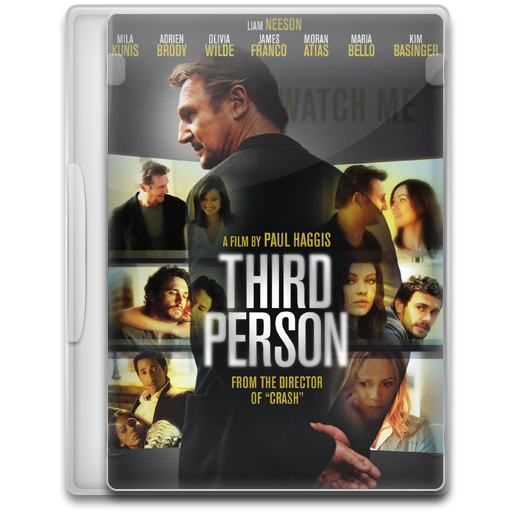 LIAM NEESON
MILA KUNIS ADRIEN BRODY OLIVIA WILDE JAMES FRANCO MORAN ATIAS MARIA BELLO KIM BASINGER
WATCH ME
A FILM BY PAUL HAGGIS
THIRD
PERSON
FROM THE DIRECTOR
OF "CRASH"